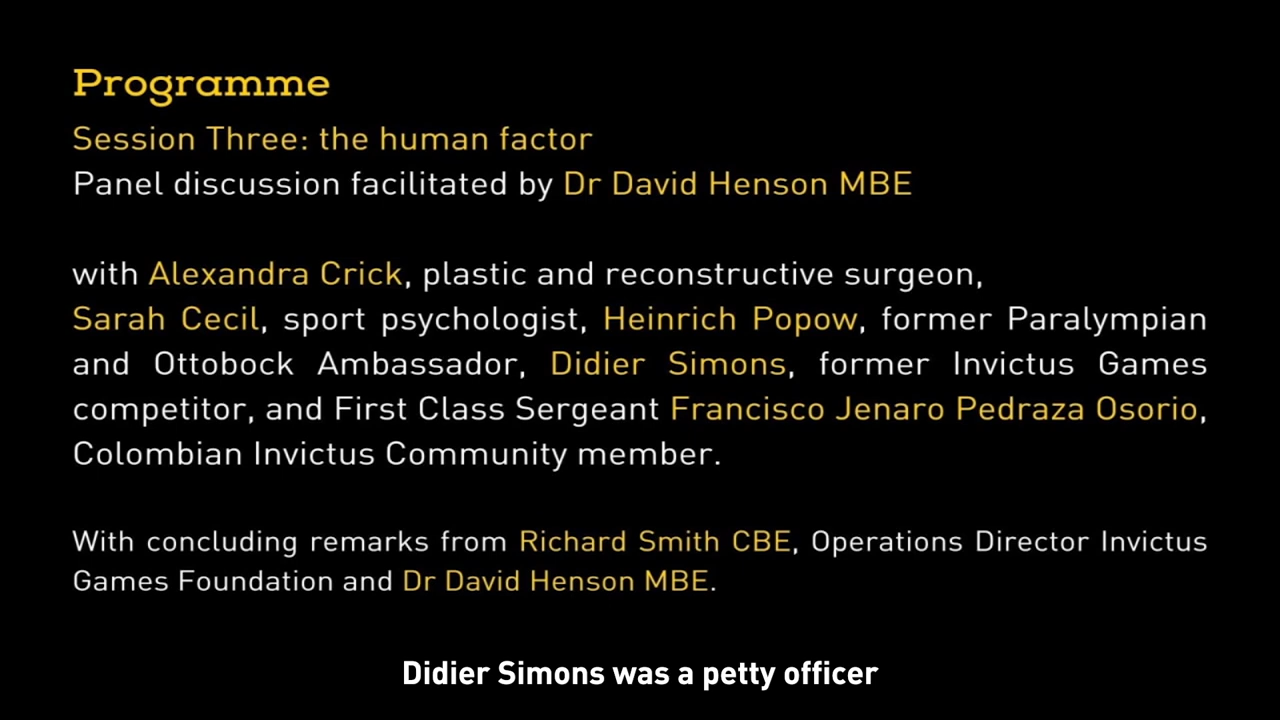 Programme
Session Three: the human factor
Panel discussion facilitated by Dr David Henson MBE
with Alexandra Crick, plastic and reconstructive surgeon,
Sarah Cecil, sport psychologist, Heinrich Popow, former Paralympian
and Ottobock Ambassador, Didier Simons, former Invictus Games
competitor, and First Class Sergeant Francisco Jenaro Pedraza Osorio,
Colombian Invictus Community member.
With concluding remarks from Richard Smith CBE, Operations Director Invictus
Games Foundation and Dr David Henson MBE.
Didier Simons was a petty officer